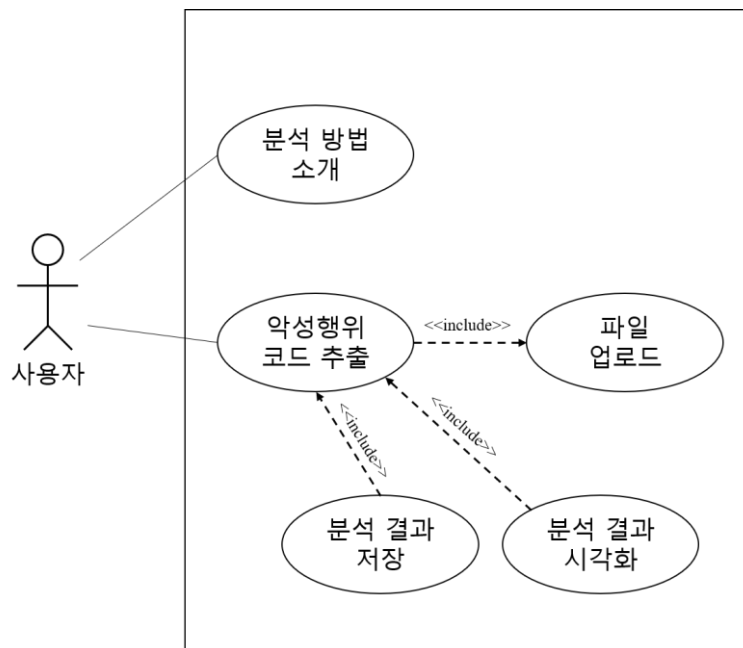 분석 방법
소개
사용자
악성행위
코드 추출
<<include>>
파일
업로드
<<include>>
<<include>>
분석 결과
저장
분석 결과
시각화